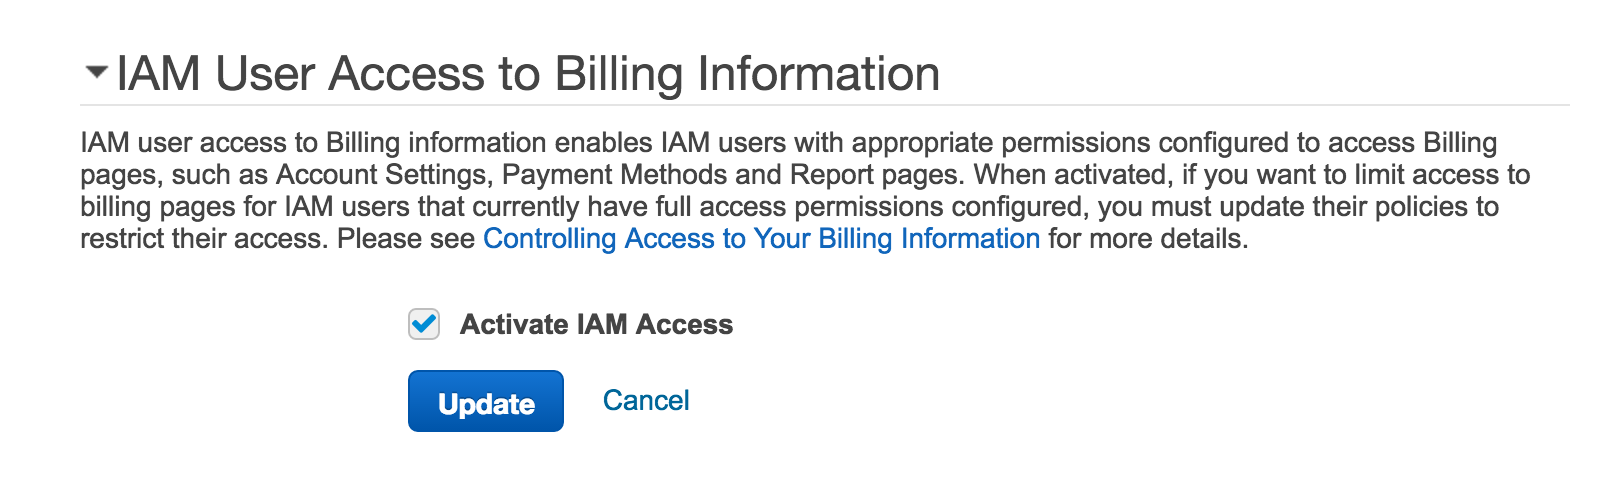 IAM User Access to Billing Information
IAM user access to Billing information enables IAM users with appropriate permissions configured to access Billing
pages, such as Account Settings, Payment Methods and Report pages. When activated, if you want to limit access to
billing pages for IAM users that currently have full access permissions configured, you must update their policies to
restrict their access. Please see Controlling Access to Your Billing Information for more details.
Activate IAM Access
Update Cancel